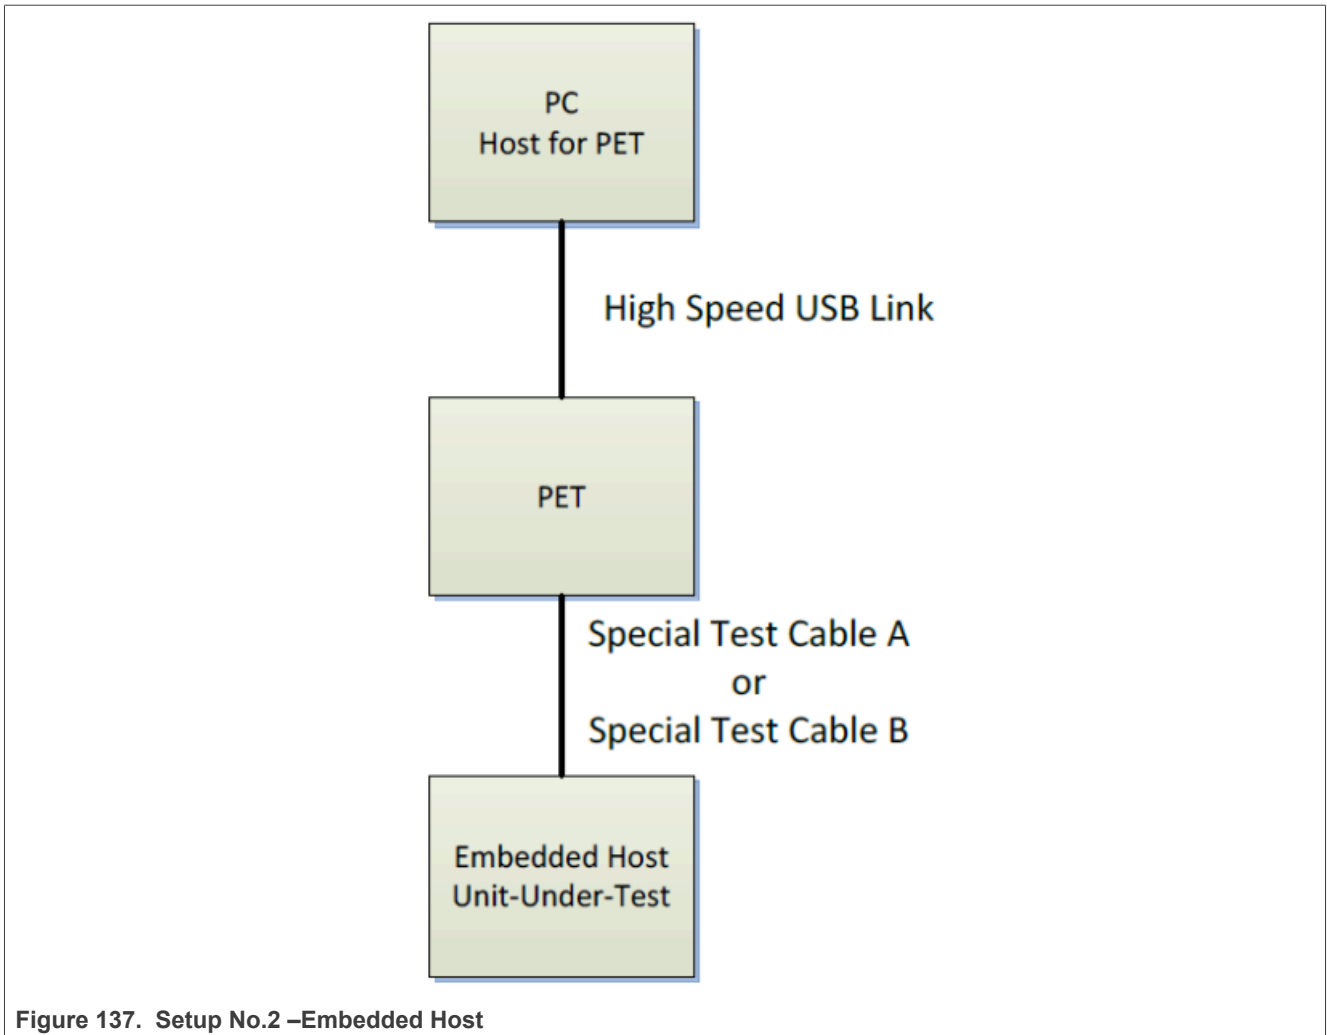 PC
Host for PET
High Speed USB Link
PET
Special Test Cable A
or
Special Test Cable B
Embedded Host
Unit-Under-Test
Figure 137.  Setup No.2 –Embedded Host